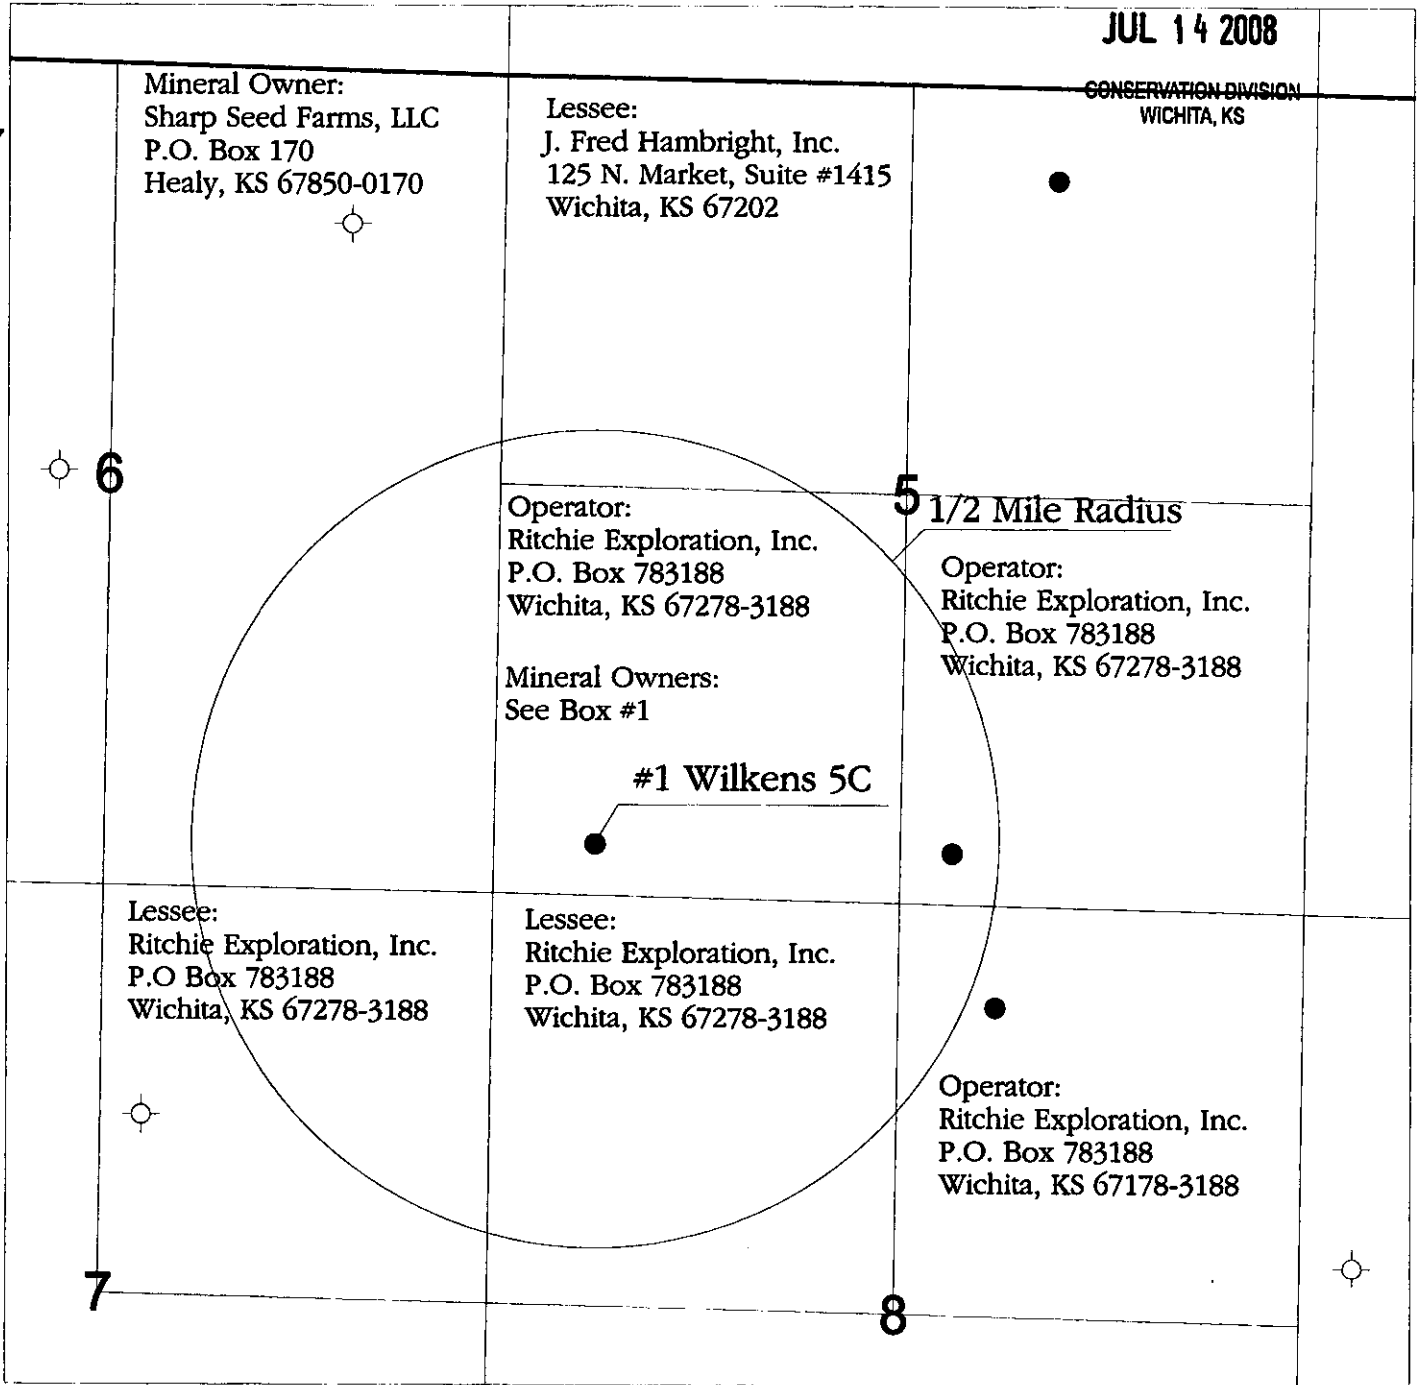 JUL 14 2008
CONSERVATION DIVISION
WICHITA, KS
Mineral Owner:
Sharp Seed Farms, LLC
P.O. Box 170
Healy, KS 67850-0170
Lessee:
J. Fred Hambright, Inc.
125 N. Market, Suite #1415
Wichita, KS 67202
6
5
1/2 Mile Radius
Operator:
Ritchie Exploration, Inc.
P.O. Box 783188
Wichita, KS 67278-3188
Mineral Owners:
See Box #1
Operator:
Ritchie Exploration, Inc.
P.O. Box 783188
Wichita, KS 67278-3188
#1 Wilkens 5C
Lessee:
Ritchie Exploration, Inc.
P.O Box 783188
Wichita, KS 67278-3188
Lessee:
Ritchie Exploration, Inc.
P.O. Box 783188
Wichita, KS 67278-3188
Operator:
Ritchie Exploration, Inc.
P.O. Box 783188
Wichita, KS 67178-3188
7
8